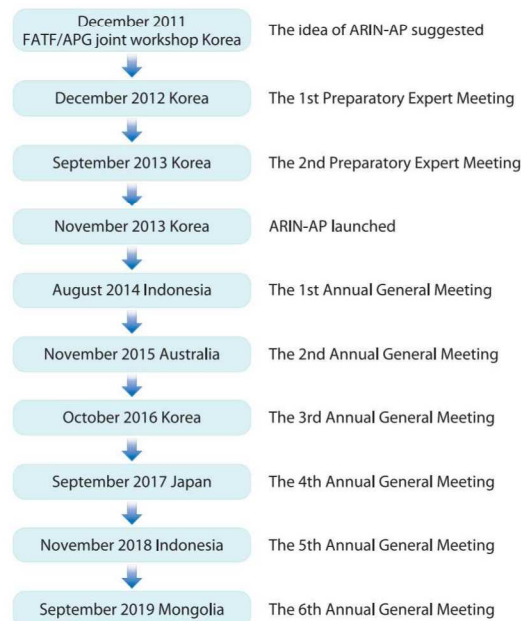 December 2011
FATF/APG joint workshop Korea
The idea of ARIN-AP suggested
December 2012 Korea
The 1st Preparatory Expert Meeting
September 2013 Korea
The 2nd Preparatory Expert Meeting
November 2013 Korea
ARIN-AP launched
August 2014 Indonesia
The 1st Annual General Meeting
November 2015 Australia
The 2nd Annual General Meeting
October 2016 Korea
The 3rd Annual General Meeting
September 2017 Japan
The 4th Annual General Meeting
November 2018 Indonesia
The 5th Annual General Meeting
September 2019 Mongolia
The 6th Annual General Meeting